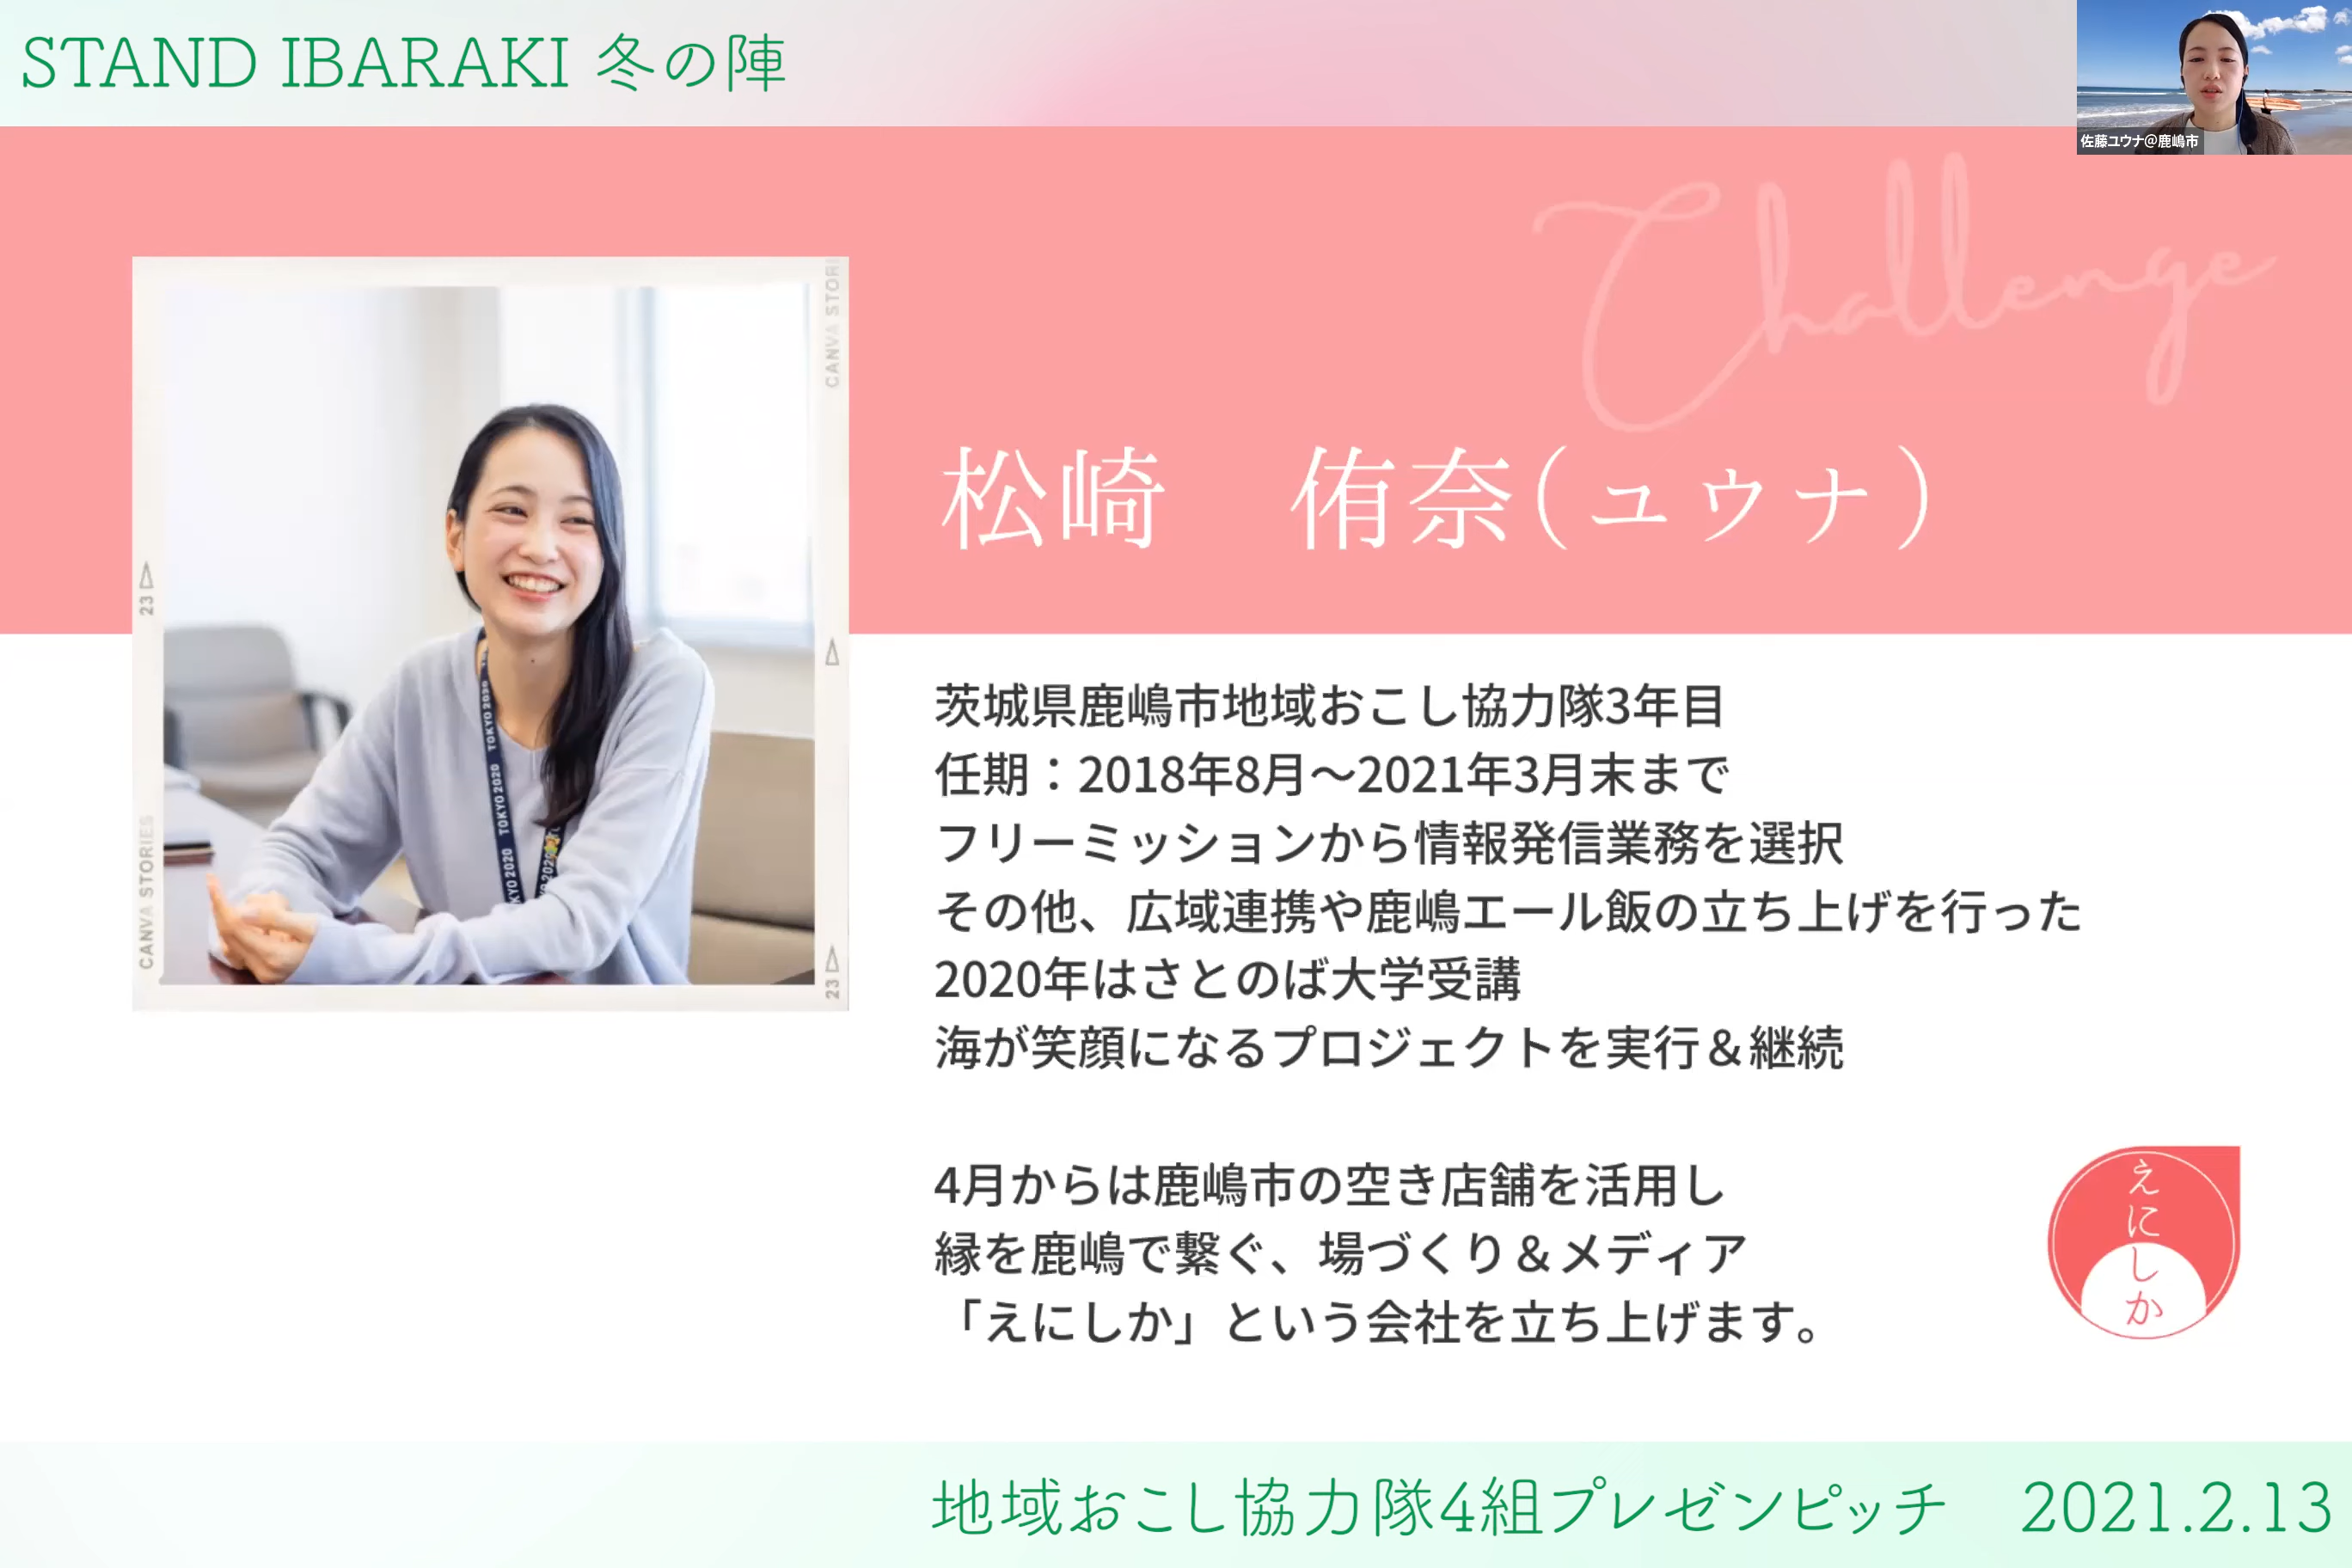 STAND IBARAKI 冬の陣
佐藤ユウナ@鹿嶋市
Challenge
CANVA STORI
松崎　侑奈(ユウナ)
23
CANVA STORIES
23
TOKYO 2020
TOKYO 2020
KYO 2020
茨城県鹿嶋市地域おこし協力隊3年目
任期：2018年8月〜2021年3月末まで
フリーミッションから情報発信業務を選択
その他、広域連携や鹿嶋エール飯の立ち上げを行った
2020年はさとのば大学受講
海が笑顔になるプロジェクトを実行＆継続
4月からは鹿嶋市の空き店舗を活用し
縁を鹿嶋で繋ぐ、場づくり＆メディア
「えにしか」という会社を立ち上げます。
えにしか
地域おこし協力隊4組プレゼンピッチ　2021.2.13